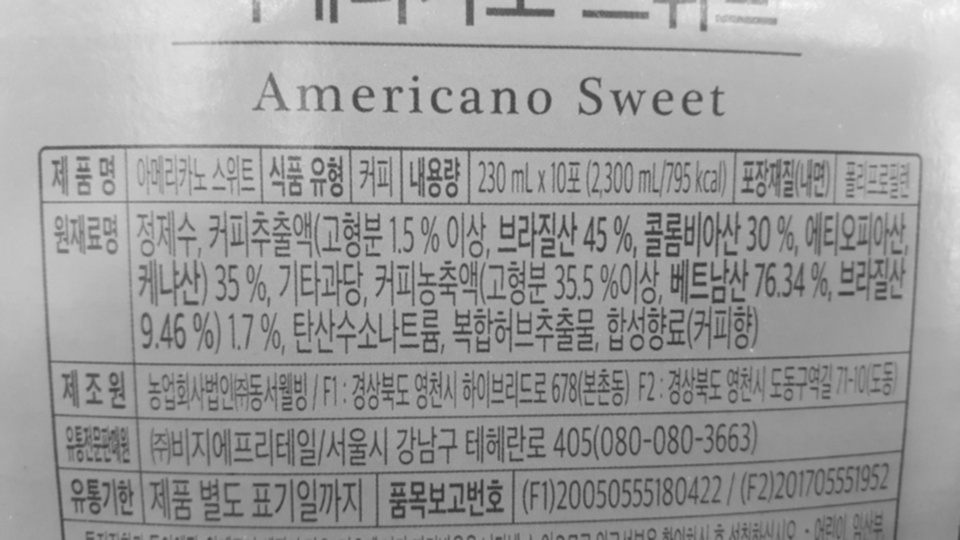 아메리카노 스위트
Americano Sweet
제 품 명 아메리카노 스위트 식품 유형 커피 내용량 230 mL x 10포 (2,300 mL/795 kcal) 포장재질(내면) 폴리프로필렌
원재료명 정제수, 커피추출액(고형분 1.5 % 이상, 브라질산 45 %, 콜롬비아산 30 %, 에티오피아산,
케냐산) 35 %, 기타과당, 커피농축액(고형분 35.5 %이상, 베트남산 76.34 %, 브라질산
9.46 %) 1.7 %, 탄산수소나트륨, 복합허브추출물, 합성향료(커피향)
제 조 원 농업회사법인㈜동서웰빙 / F1 : 경상북도 영천시 하이브리드로 678(본촌동) F2 : 경상북도 영천시 도동구역길 71-10(도동)
유통전문판매원 ㈜비지에프리테일/서울시 강남구 테헤란로 405(080-080-3663)
유통기한 제품 별도 표기일까지 품목보고번호 (F1)20050555180422 / (F2)201705551952